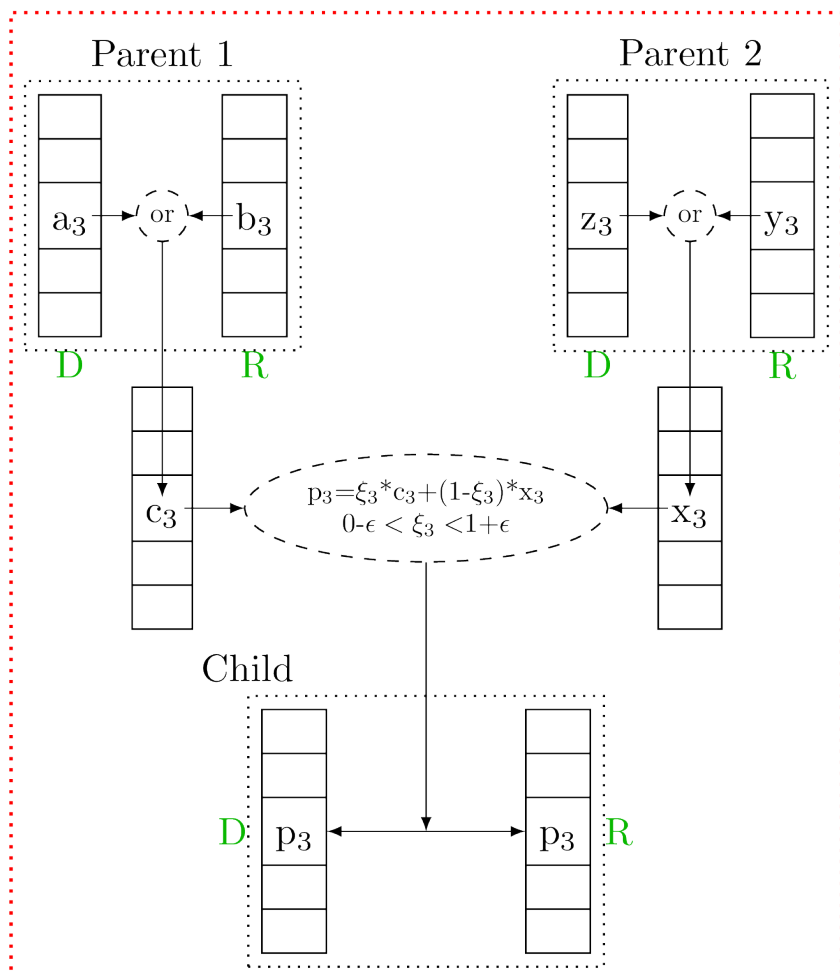 Parent 1
Parent 2
a₃ or b₃
z₃ or y₃
D R
D R
c₃
p₃=ξ₃*c₃+(1-ξ₃)*x₃
0-ϵ < ξ₃ <1+ϵ
x₃
Child
D p₃ p₃ R